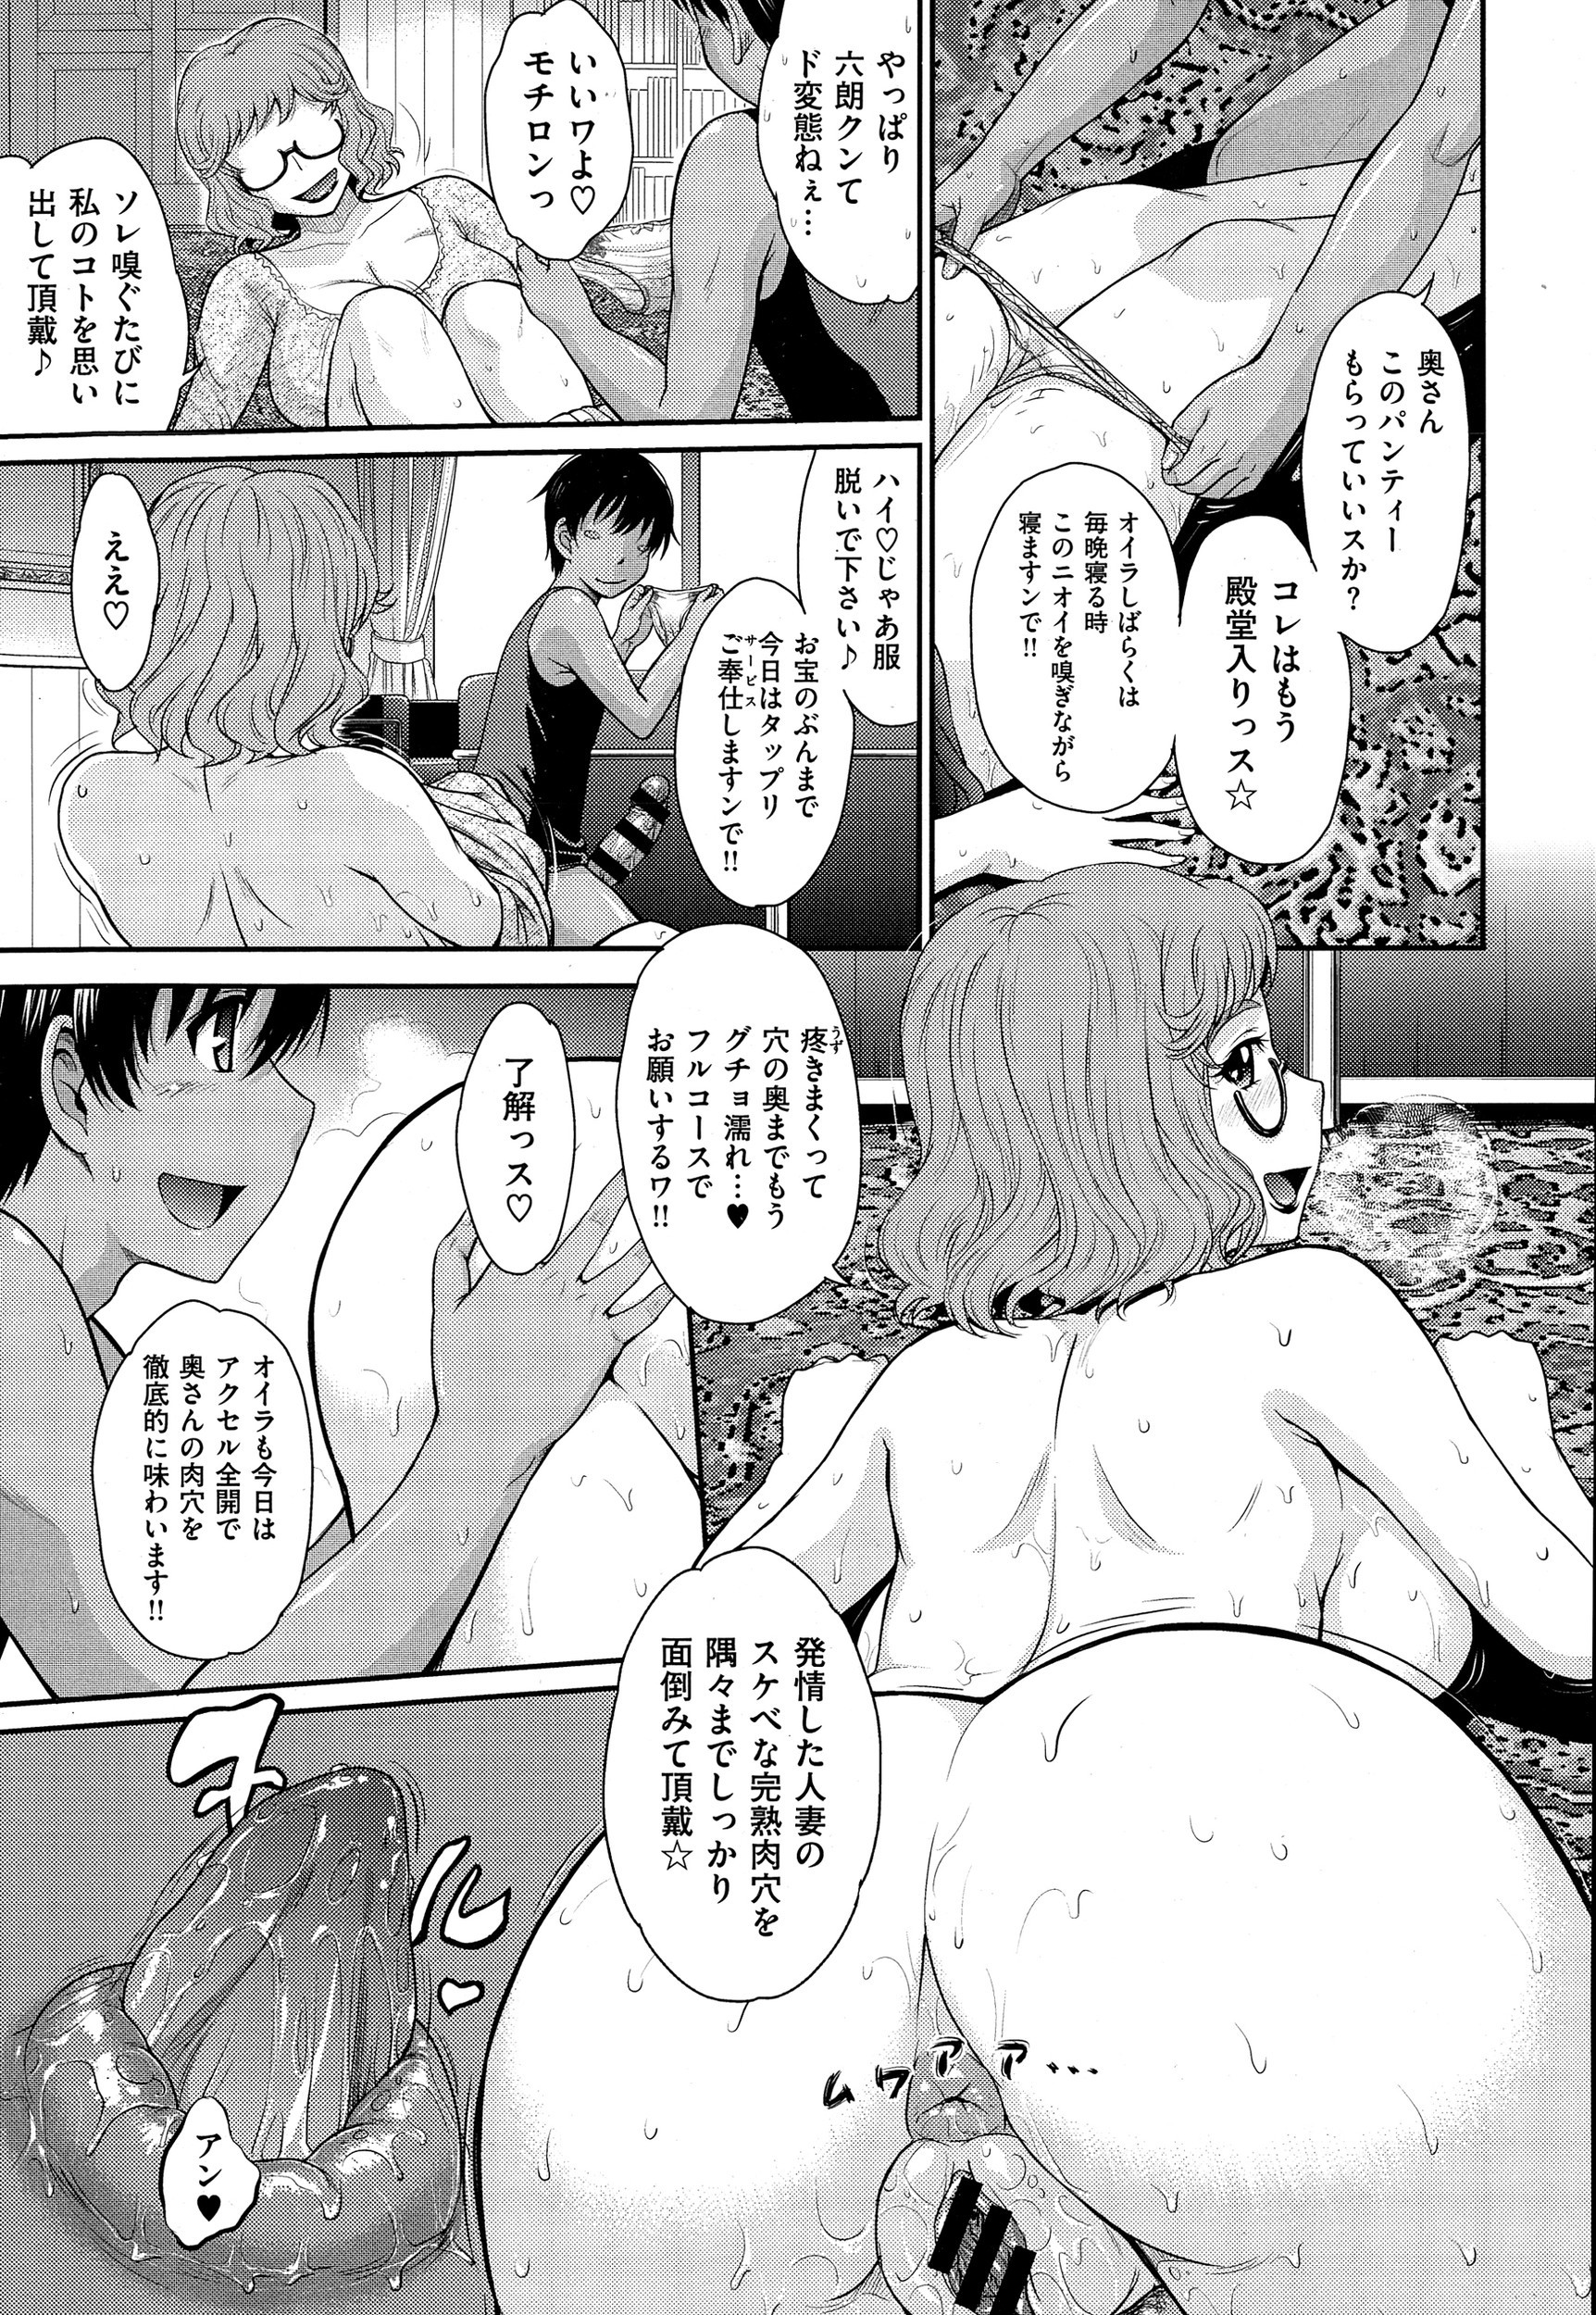 奥さん
このパンティー
もらっていいスか?
コレはもう
殿堂入りっス☆
オイラしばらくは
毎晩寝る時
このニオイを嗅ぎながら
寝ますンで!!
やっぱり
六朗クンて
ド変態ねぇ…
いいワよ♡
モチロンっ
ソレ嗅ぐたびに
私のコトを思い
出して頂戴♪
ハイ♡じゃあ服
脱いで下さい♪
お宝のぶんまで
今日はタップリ
ご奉仕しますンで!!
サービス
ええ♡
疼きまくって
うず
穴の奥までもう
グチョ濡れ…♥
フルコースで
お願いするワ!!
了解っス♡
オイラも今日は
アクセル全開で
奥さんの肉穴を
徹底的に味わいます!!
発情した人妻の
スケベな完熟肉穴を
隅々までしっかり
面倒みて頂戴☆
ムワアア…
ヌル
アン♥